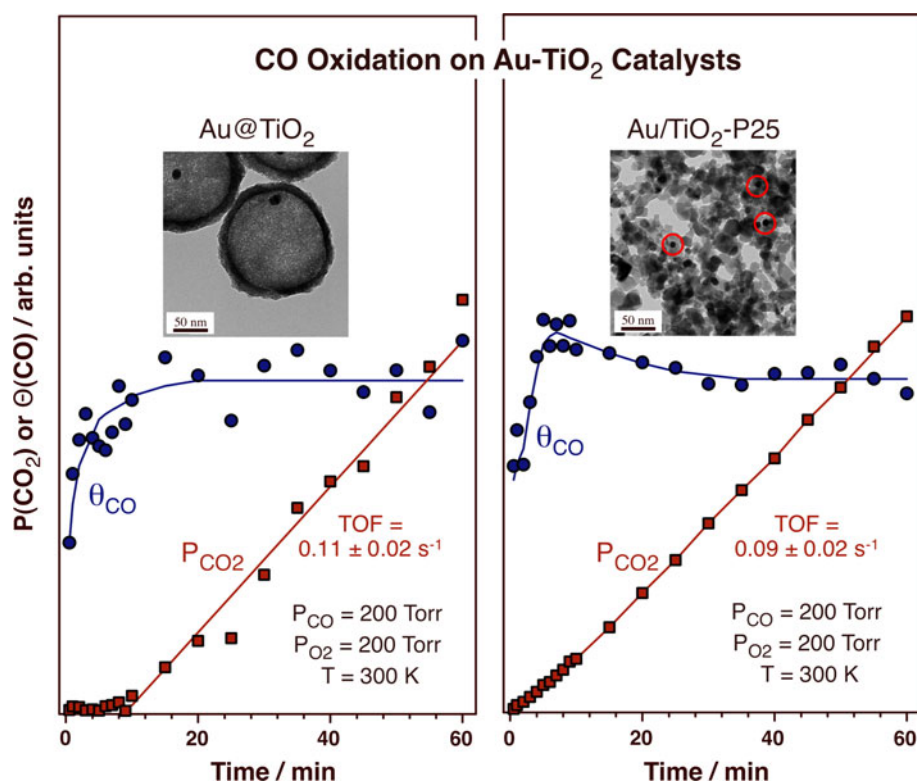 CO Oxidation on Au-TiO₂ Catalysts
Au@TiO₂
Au/TiO₂-P25
50 nm
50 nm
P(CO₂) or Θ(CO) / arb. units
θCO
PCO2
TOF =
0.11 ± 0.02 s⁻¹
PCO = 200 Torr
PO2 = 200 Torr
T = 300 K
θCO
PCO2
TOF =
0.09 ± 0.02 s⁻¹
PCO = 200 Torr
PO2 = 200 Torr
T = 300 K
0 20 40 60
0 20 40 60
Time / min
Time / min